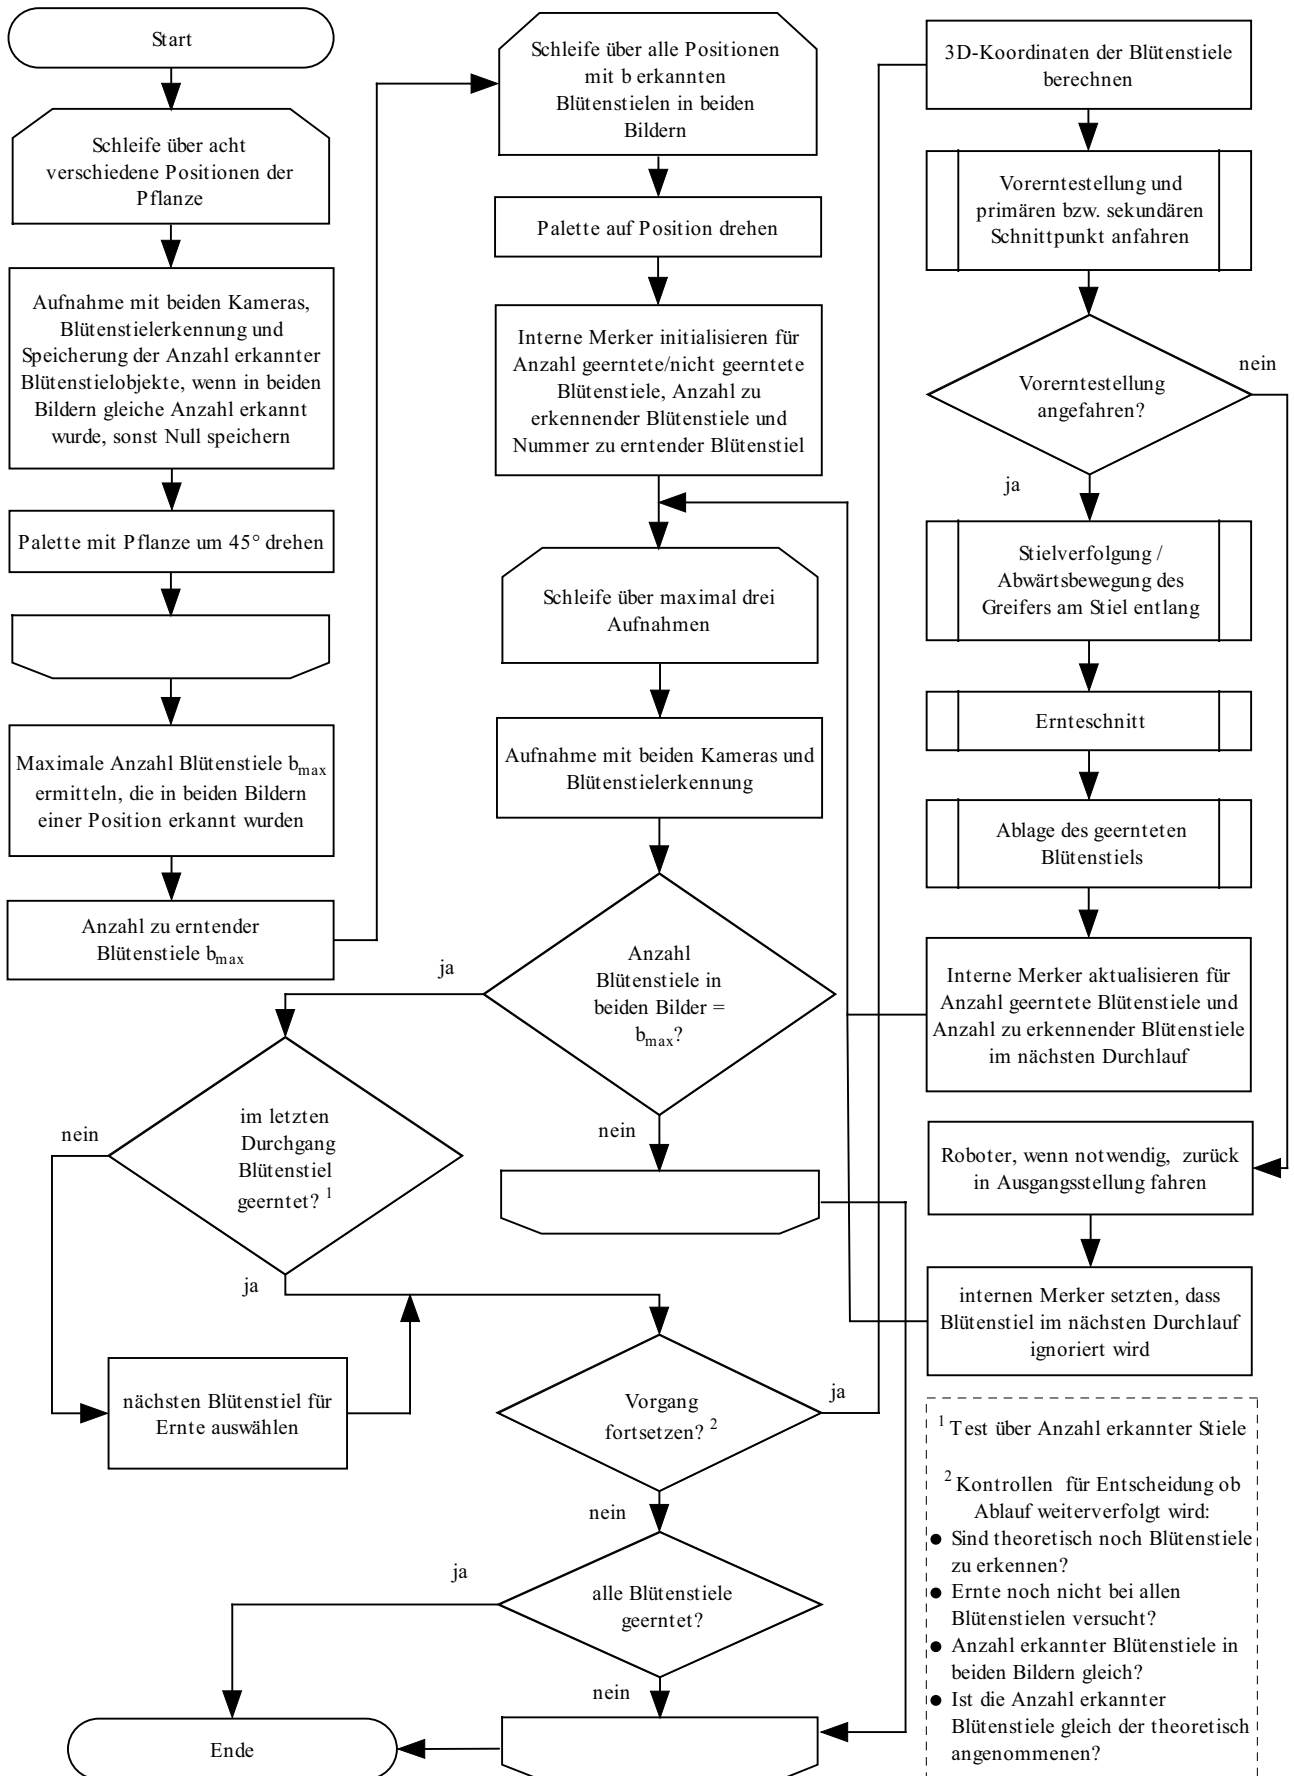 Start
Schleife über acht
verschiedene Positionen der
Pflanze
Aufnahme mit beiden Kameras,
Blütenstielerkennung und
Speicherung der Anzahl erkannter
Blütenstielobjekte, wenn in beiden
Bildern gleiche Anzahl erkannt
wurde, sonst Null speichern
Palette mit Pflanze um 45° drehen
Maximale Anzahl Blütenstiele bmax
ermitteln, die in beiden Bildern
einer Position erkannt wurden
Anzahl zu erntender
Blütenstiele bmax
Schleife über alle Positionen
mit b erkannten
Blütenstielen in beiden
Bildern
Palette auf Position drehen
Interne Merker initialisieren für
Anzahl geerntete/nicht geerntete
Blütenstiele, Anzahl zu
erkennender Blütenstiele und
Nummer zu erntender Blütenstiel
Schleife über maximal drei
Aufnahmen
Aufnahme mit beiden Kameras und
Blütenstielerkennung
Anzahl
Blütenstiele in
beiden Bilder =
bmax?
ja
nein
im letzten
Durchgang
Blütenstiel
geerntet? 1
nein
ja
nächsten Blütenstiel für
Ernte auswählen
Vorgang
fortsetzen? 2
ja
nein
alle Blütenstiele
geerntet?
ja
nein
Ende
3D-Koordinaten der Blütenstiele
berechnen
Vorerntestellung und
primären bzw. sekundären
Schnittpunkt anfahren
Vorerntestellung
angefahren?
nein
ja
Stielverfolgung /
Abwärtsbewegung des
Greifers am Stiel entlang
Ernteschnitt
Ablage des geernteten
Blütenstiels
Interne Merker aktualisieren für
Anzahl geerntete Blütenstiele und
Anzahl zu erkennender Blütenstiele
im nächsten Durchlauf
Roboter, wenn notwendig, zurück
in Ausgangsstellung fahren
internen Merker setzten, dass
Blütenstiel im nächsten Durchlauf
ignoriert wird
1 Test über Anzahl erkannter Stiele
2 Kontrollen für Entscheidung ob
Ablauf weiterverfolgt wird:
● Sind theoretisch noch Blütenstiele
zu erkennen?
● Ernte noch nicht bei allen
Blütenstielen versucht?
● Anzahl erkannter Blütenstiele in
beiden Bildern gleich?
● Ist die Anzahl erkannter
Blütenstiele gleich der theoretisch
angenommenen?